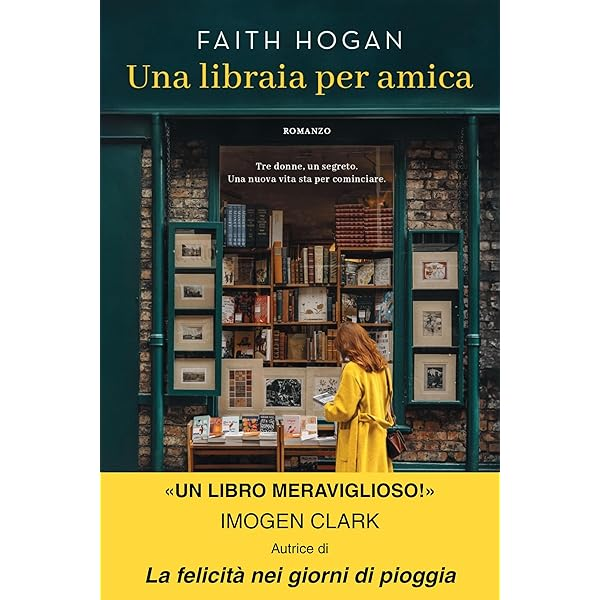 FAITH HOGAN
Una libraia per amica
ROMANZO
Tre donne, un segreto.
Una nuova vita sta per cominciare.
«UN LIBRO MERAVIGLIOSO!»
IMOGEN CLARK
Autrice di
La felicità nei giorni di pioggia